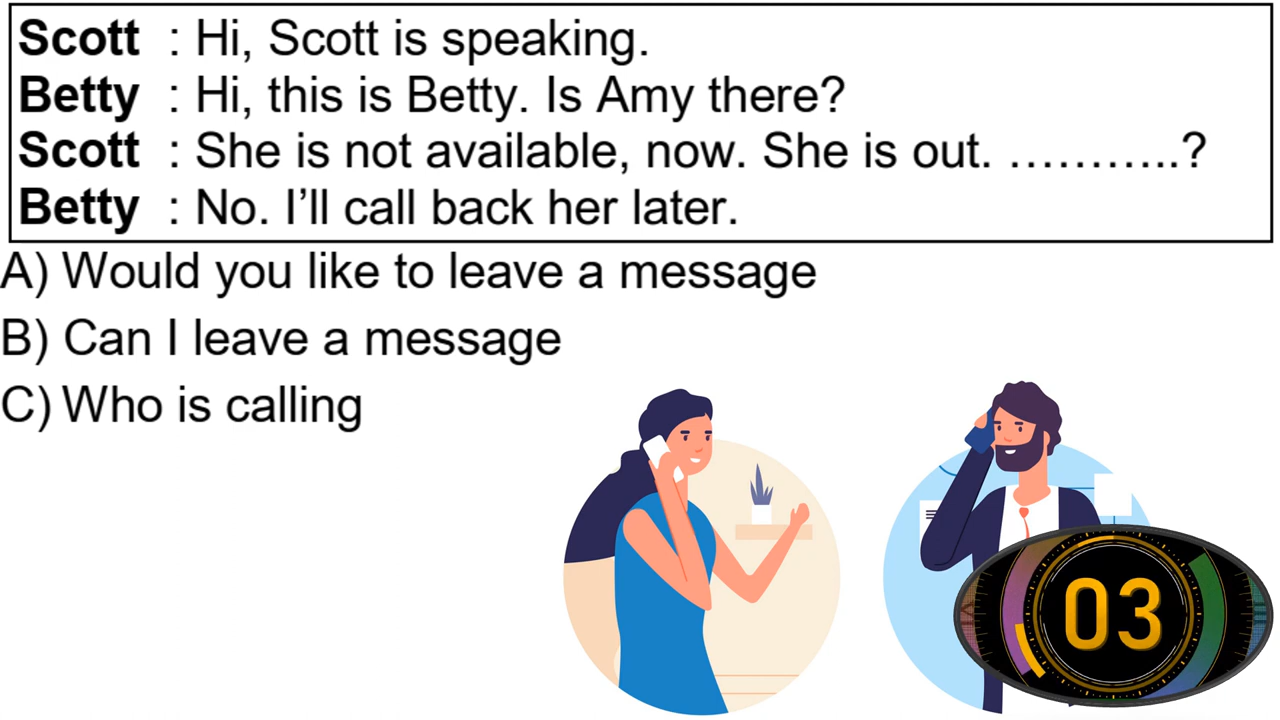 Scott : Hi, Scott is speaking.
Betty : Hi, this is Betty. Is Amy there?
Scott : She is not available, now. She is out. ………..?
Betty : No. I’ll call back her later.
A) Would you like to leave a message
B) Can I leave a message
C) Who is calling
03